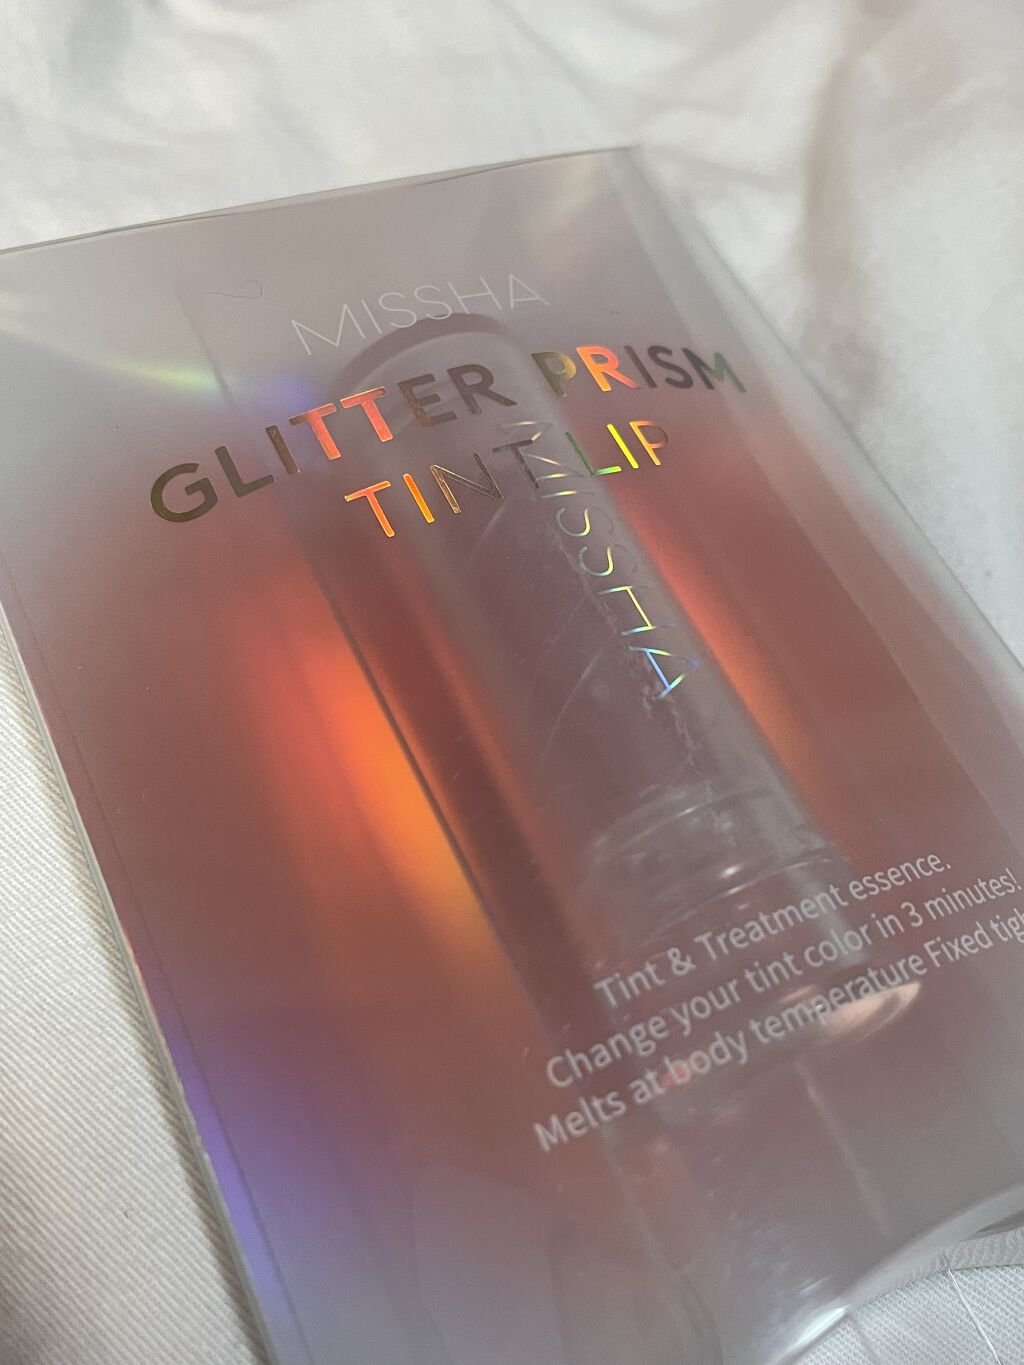 MISSHA
GLITTER PRISM
TINT LIP
MISSHA
Tint & Treatment essence.
Change your tint color in 3 minutes!
Melts at body temperature Fixed